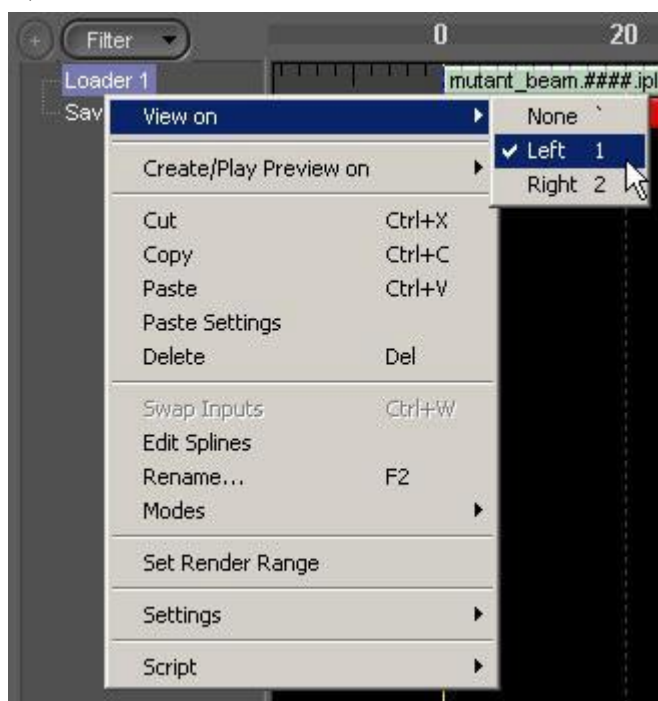 + Filter 0 20
Loader 1 mutant_beam.####.ipl
Sav
View on None `
Left 1
Create/Play Preview on Right 2
Cut Ctrl+X
Copy Ctrl+C
Paste Ctrl+V
Paste Settings
Delete Del
Swap Inputs Ctrl+W
Edit Splines
Rename... F2
Modes
Set Render Range
Settings
Script